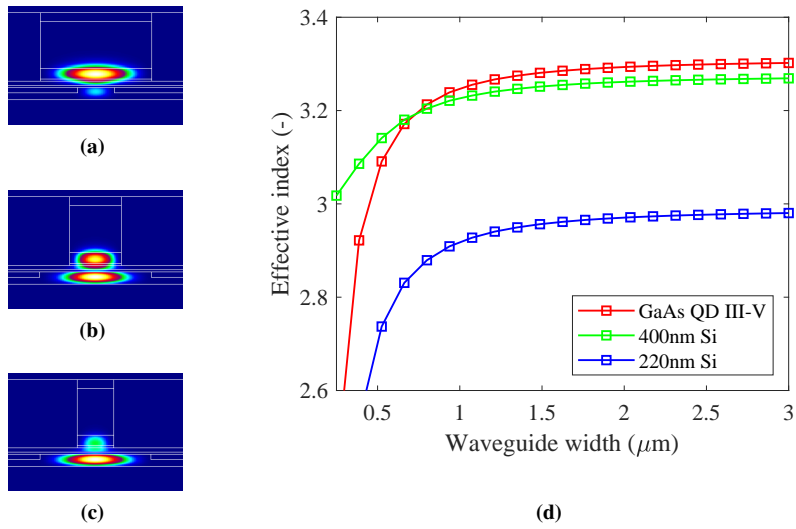 (a)
(b)
(c)
3.4
3.2
3
2.8
2.6
Effective index (-)
0.5 1 1.5 2 2.5 3
Waveguide width (μm)
GaAs QD III-V
400nm Si
220nm Si
(d)